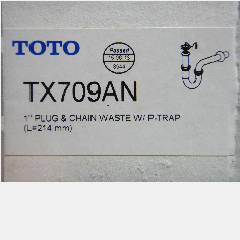 TOTO
Passed
TX709AN
1" PLUG & CHAIN WASTE W/ P-TRAP
(L=214 mm)